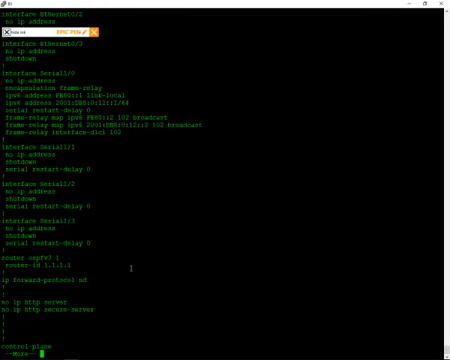 R1
interface Ethernet0/2
 no ip address
hide ink EPIC PEN
interface Ethernet0/3
 no ip address
 shutdown
!
interface Serial1/0
 no ip address
 encapsulation frame-relay
 ipv6 address FE80::1 link-local
 ipv6 address 2001:DB8:0:12::1/64
 serial restart-delay 0
 frame-relay map ipv6 FE80::2 102 broadcast
 frame-relay map ipv6 2001:DB8:0:12::2 102 broadcast
 frame-relay interface-dlci 102
!
interface Serial1/1
 no ip address
 shutdown
 serial restart-delay 0
!
interface Serial1/2
 no ip address
 shutdown
 serial restart-delay 0
!
interface Serial1/3
 no ip address
 shutdown
 serial restart-delay 0
!
router ospfv3 1
 router-id 1.1.1.1
!
ip forward-protocol nd
!
!
no ip http server
no ip http secure-server
!
!
!
!
control-plane
 --More--